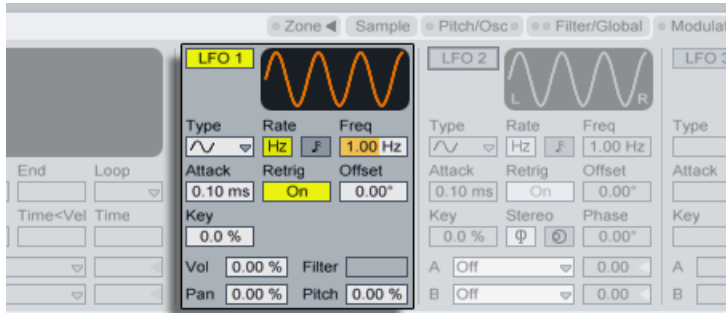 Zone Sample Pitch/Osc Filter/Global Modulat
LFO 1 LFO 2 LFO 3
L R
Type Rate Freq Type Rate Freq Type
Hz 1.00 Hz Hz 1.00 Hz
End Loop Attack Retrig Offset Attack Retrig Offset Attack
0.10 ms On 0.00° 0.10 ms On 0.00°
Time<Vel Time Key Key Stereo Phase Key
0.0 % 0.0 % Φ 0.00°
Vol 0.00 % Filter A Off 0.00 A
Pan 0.00 % Pitch 0.00 % B Off 0.00 B